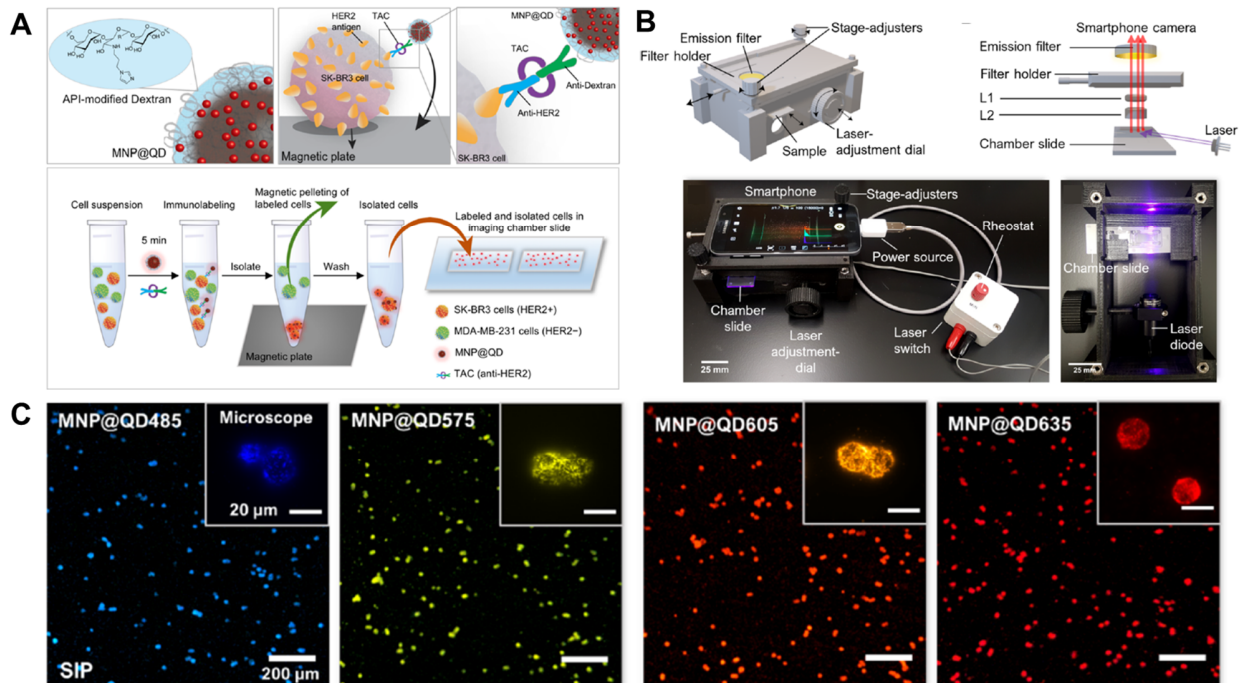 A
API-modified Dextran
MNP@QD
HER2
antigen
TAC
SK-BR3 cell
Magnetic plate
MNP@QD
TAC
Anti-Dextran
Anti-HER2
SK-BR3 cell
Cell suspension
5 min
Immunolabeling
Isolate
Magnetic pelleting of
labeled cells
Magnetic plate
Wash
Isolated cells
Labeled and isolated cells in
imaging chamber slide
SK-BR3 cells (HER2+)
MDA-MB-231 cells (HER2−)
MNP@QD
TAC (anti-HER2)
B
Emission filter
Filter holder
Stage-adjusters
Sample
Laser-
adjustment dial
Smartphone camera
Emission filter
Filter holder
L1
L2
Chamber slide
Laser
Smartphone
Stage-adjusters
Rheostat
Power source
Chamber
slide
Laser
adjustment-
dial
Laser
switch
25 mm
Chamber slide
Laser
diode
25 mm
C
MNP@QD485
Microscope
20 µm
SIP
200 µm
MNP@QD575
MNP@QD605
MNP@QD635